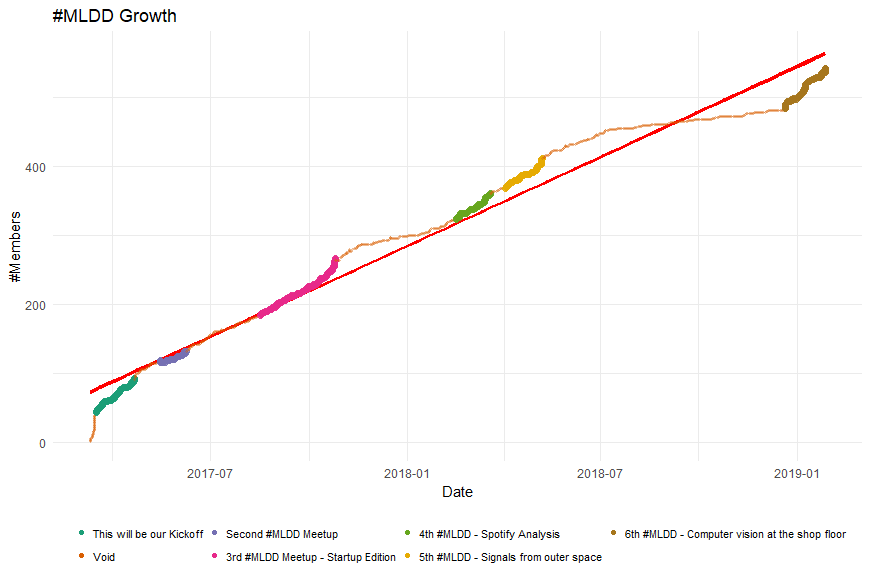 #MLDD Growth
#Members
400
200
0
2017-07
2018-01
2018-07
2019-01
Date
This will be our Kickoff
Second #MLDD Meetup
4th #MLDD - Spotify Analysis
6th #MLDD - Computer vision at the shop floor
Void
3rd #MLDD Meetup - Startup Edition
5th #MLDD - Signals from outer space